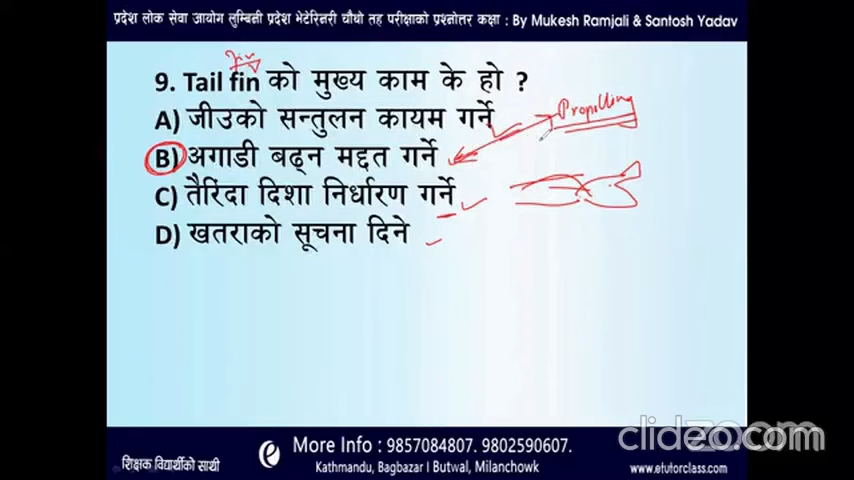 प्रदेश लोक सेवा आयोग लुम्बिनी प्रदेश भेटेरिनरी चौथो तह परीक्षाको प्रश्नोत्तर कक्षा : By Mukesh Ramjali & Santosh Yadav
9. Tail fin को मुख्य काम के हो ?
A) जीउको सन्तुलन कायम गर्ने
Propilling
B) अगाडी बढ्न मद्दत गर्ने
C) तैरिंदा दिशा निर्धारण गर्ने
D) खतराको सूचना दिने
clideo.com
शिक्षक विद्यार्थीको साथी
e
More Info : 9857084807. 9802590607.
Kathmandu, Bagbazar I Butwal, Milanchowk
www.etutorclass.com